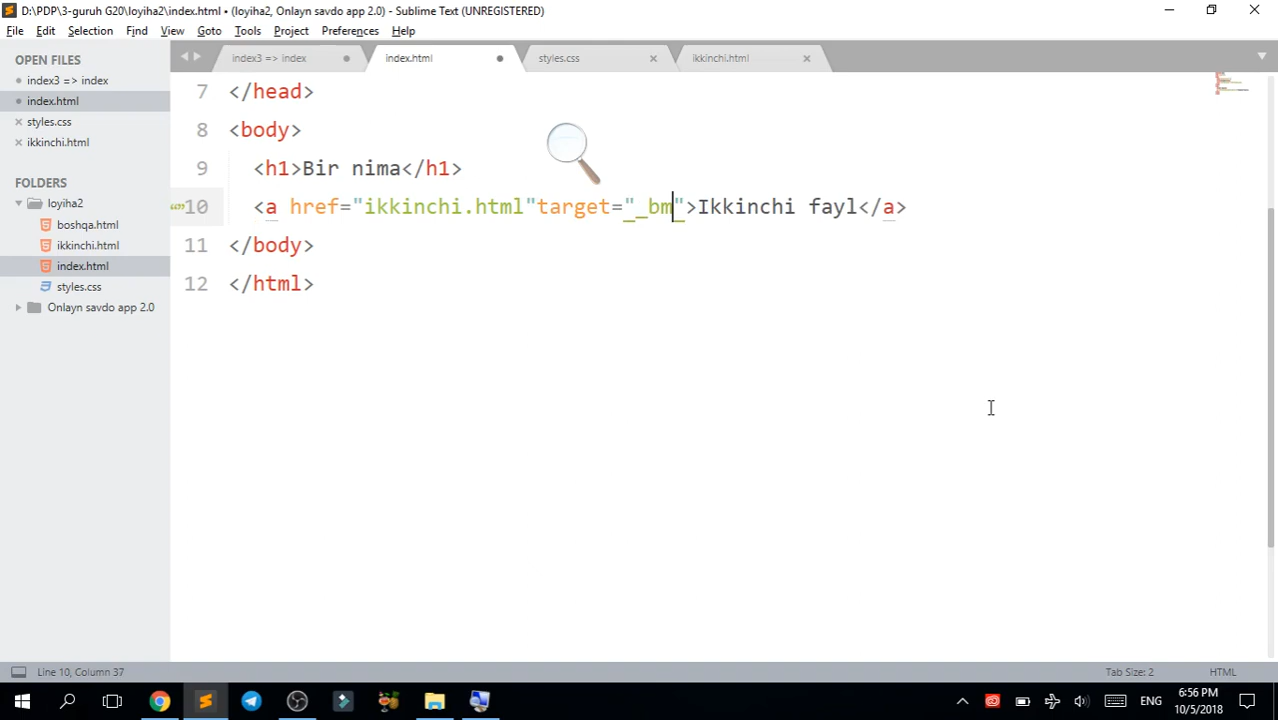 D:\PDP\3-guruh G20\loyiha2\index.html • (loyiha2, Onlayn savdo app 2.0) - Sublime Text (UNREGISTERED)
File Edit Selection Find View Goto Tools Project Preferences Help
OPEN FILES
index3 => index
index.html
styles.css
ikkinchi.html
FOLDERS
loyiha2
boshqa.html
ikkinchi.html
index.html
styles.css
Onlayn savdo app 2.0
index3 => index index.html styles.css ikkinchi.html
7 </head>
8 <body>
9 <h1>Bir nima</h1>
10 <a href="ikkinchi.html"target="_bm">Ikkinchi fayl</a>
11 </body>
12 </html>
Line 10, Column 37 Tab Size: 2 HTML
ENG
6:56 PM
10/5/2018